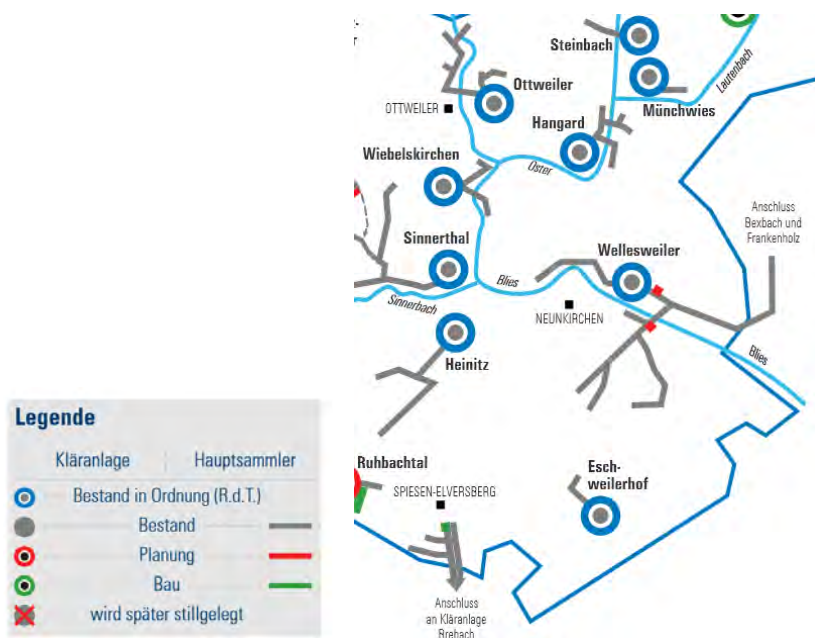 Steinbach
Lautenbach
Ottweiler
OTTWEILER
Münchwies
Hangard
Wiebelskirchen
Oster
Anschluss
Bexbach und
Frankenholz
Sinnerthal
Wellesweiler
Blies
Sinnerbach
NEUNKIRCHEN
Blies
Heinitz
Legende
Kläranlage Hauptsammler
Bestand in Ordnung (R.d.T.)
Bestand
Planung
Bau
wird später stillgelegt
Ruhbachtal
SPIESEN-ELVERSBERG
Esch-
weilerhof
Anschluss
an Kläranlage
Brebach